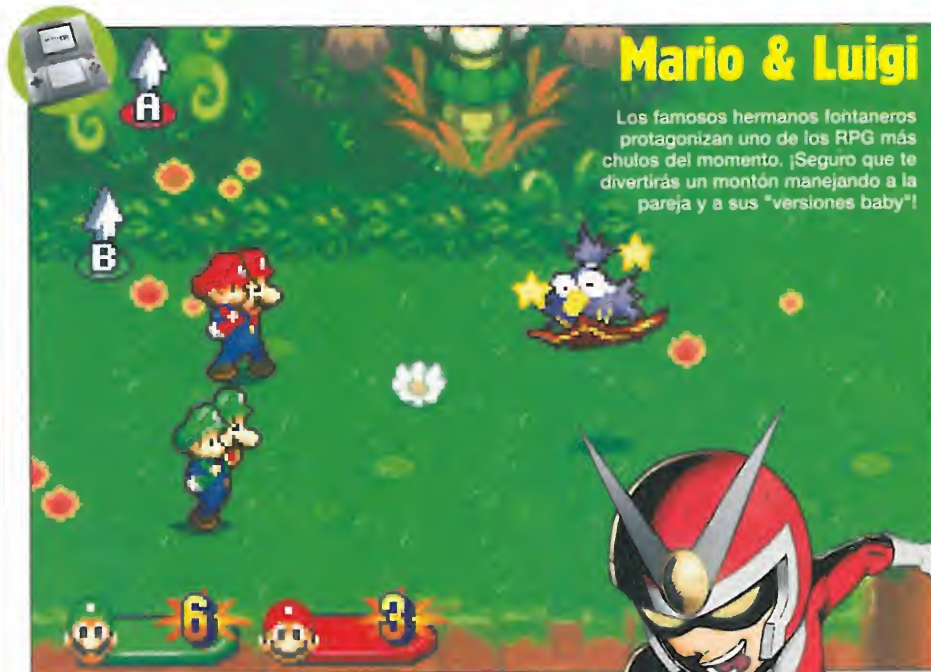 Mario & Luigi
Los famosos hermanos fontaneros
protagonizan uno de los RPG más
chulos del momento. ¡Seguro que te
divertirás un montón manejando a la
pareja y a sus "versiones baby"!
A
B
6
3